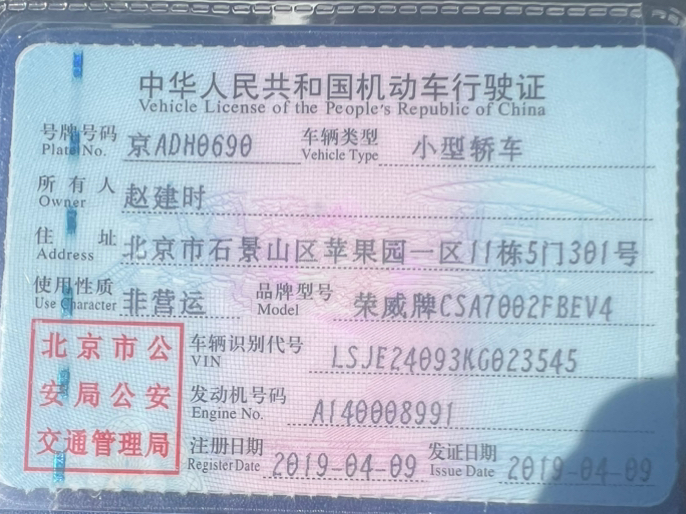 中华人民共和国机动车行驶证
Vehicle License of the People's Republic of China
号牌号码 京ADH0690 车辆类型 小型轿车
Plate No. Vehicle Type
所有人 赵建时
Owner
住址 北京市石景山区苹果园一区11栋5门301号
Address
使用性质 非营运 品牌型号 荣威牌CSA7002FBEV4
Use Character Model
北京市公安局公安交通管理局
车辆识别代号 LSJE24093KG023545
VIN
发动机号码 A140008991
Engine No.
注册日期 2019-04-09 发证日期 2019-04-09
Register Date Issue Date